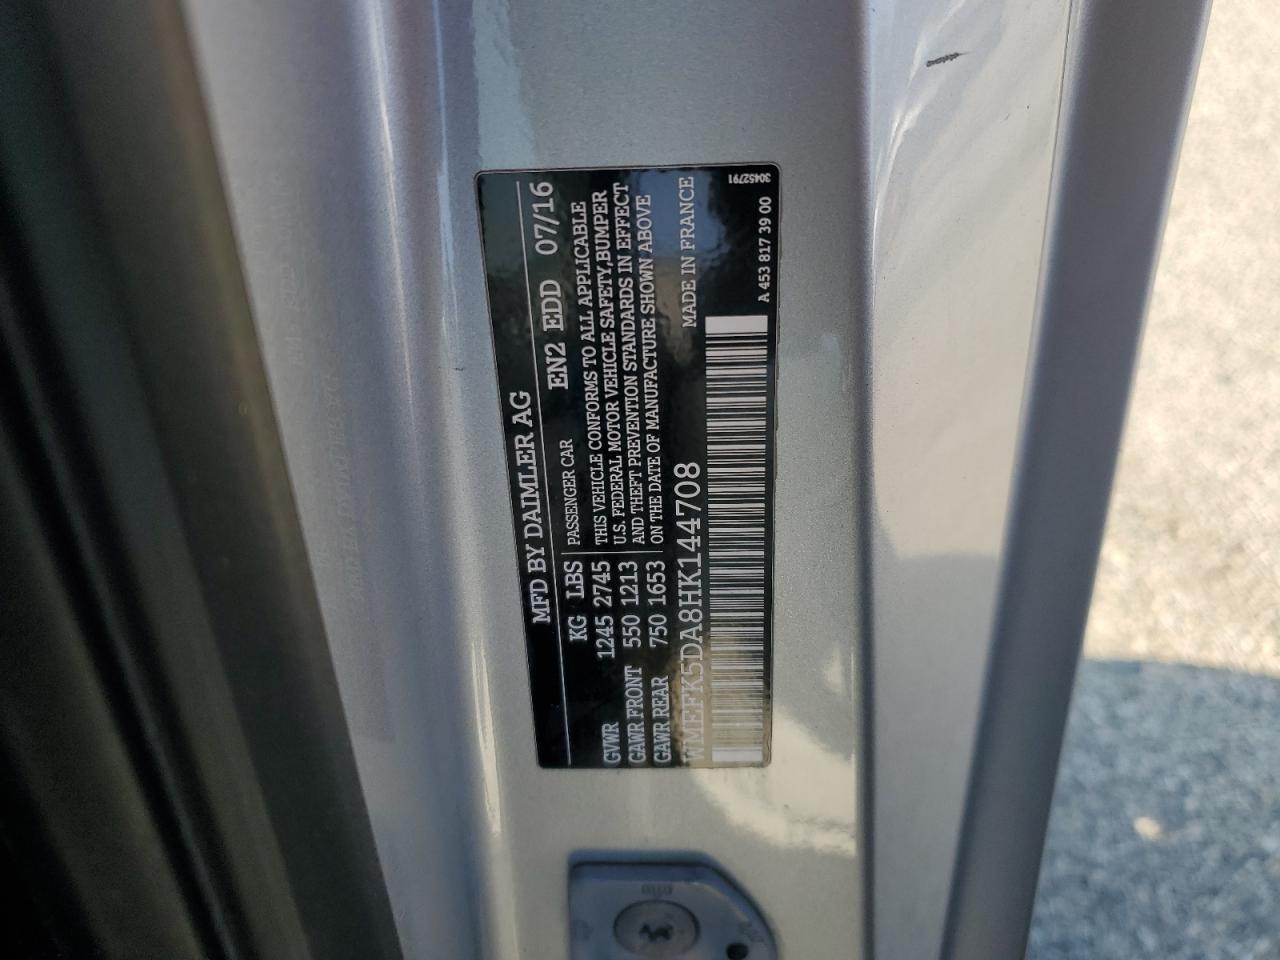 MFD BY DAIMLER AG
EN2 EDD 07/16
KG LBS PASSENGER CAR
GVWR 1245 2745 THIS VEHICLE CONFORMS TO ALL APPLICABLE
U.S. FEDERAL MOTOR VEHICLE SAFETY,BUMPER
GAWR FRONT 550 1213 AND THEFT PREVENTION STANDARDS IN EFFECT
GAWR REAR 750 1653 ON THE DATE OF MANUFACTURE SHOWN ABOVE
WMEFK5DA8HK144708 MADE IN FRANCE
A 453 817 39 00
30452791